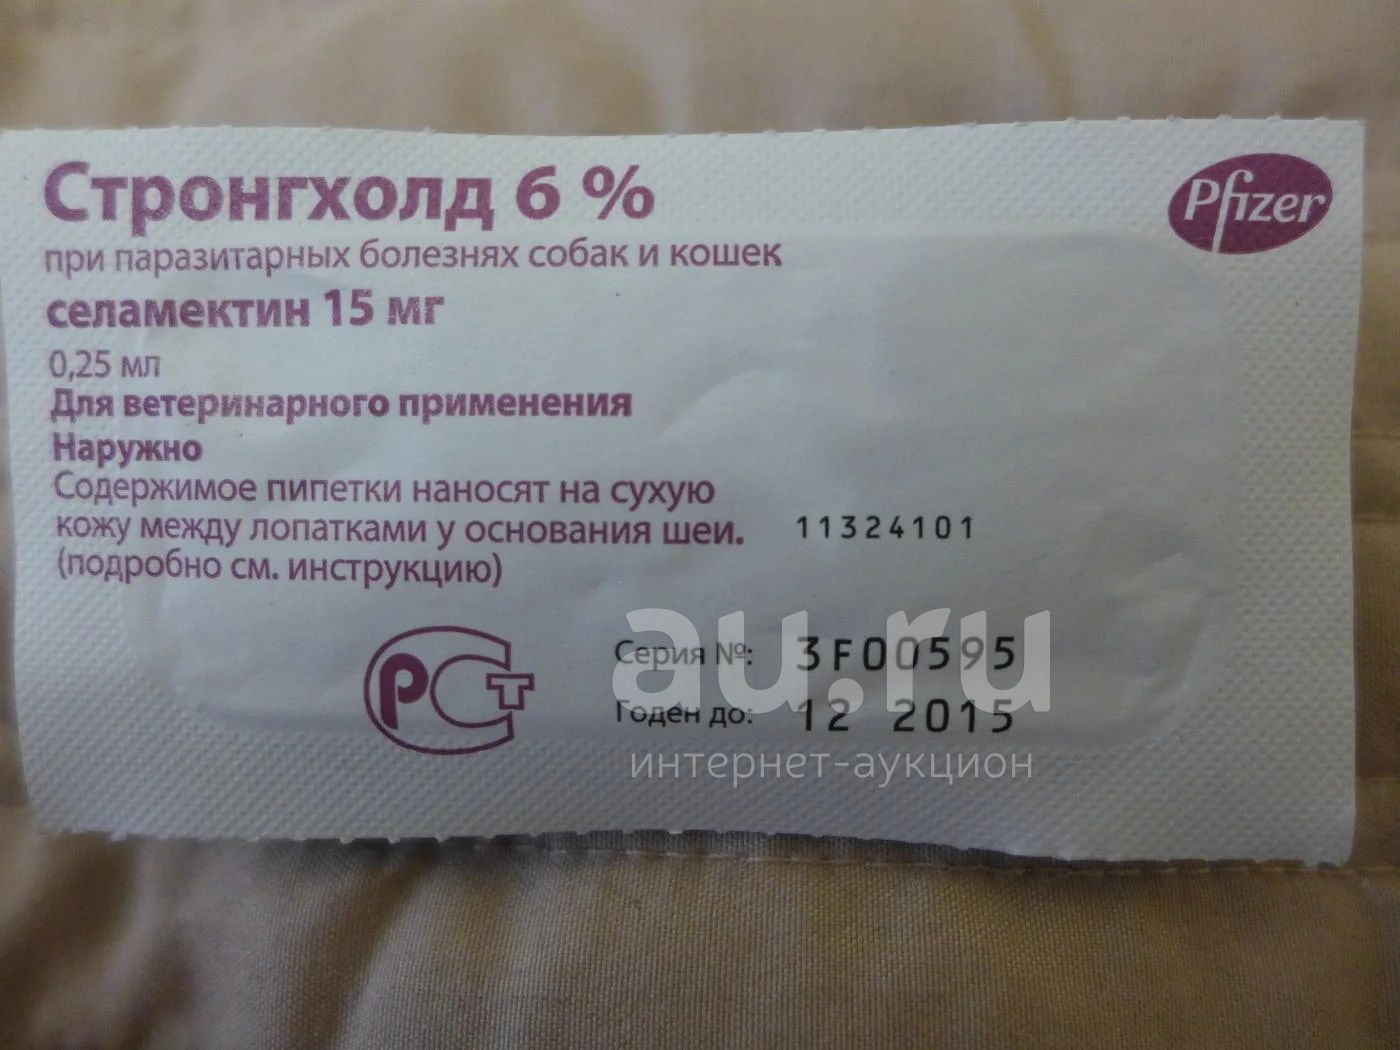 Стронгхолд 6 %
Pfizer
при паразитарных болезнях собак и кошек
селамектин 15 мг
0,25 мл
Для ветеринарного применения
Наружно
Содержимое пипетки наносят на сухую
кожу между лопатками у основания шеи.
(подробно см. инструкцию)
11324101
РСТ
Серия №: 3F00595
Годен до: 12 2015
au.ru
интернет-аукцион